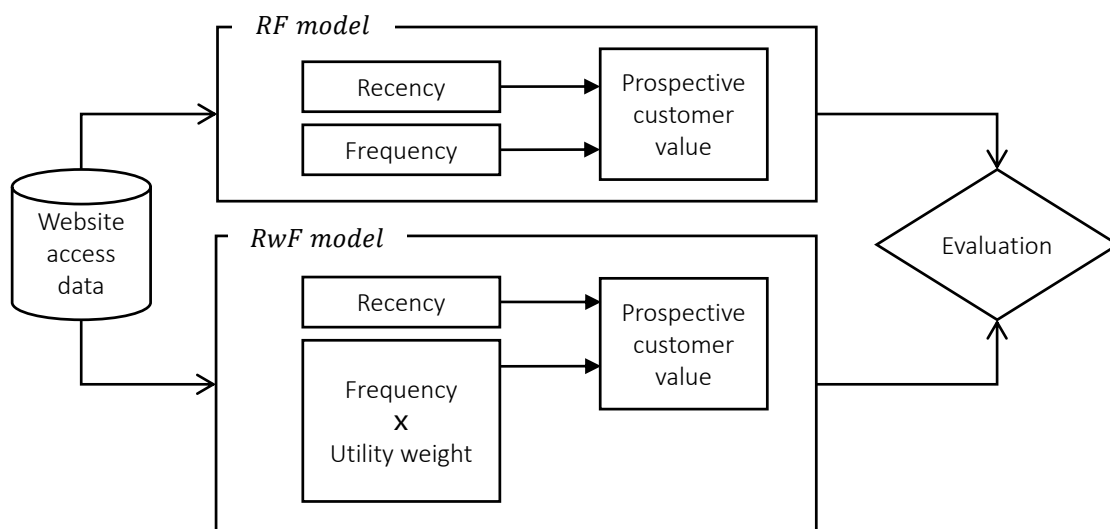 RF model
Recency
Frequency
Prospective
customer
value
Website
access
data
RwF model
Recency
Frequency
x
Utility weight
Prospective
customer
value
Evaluation